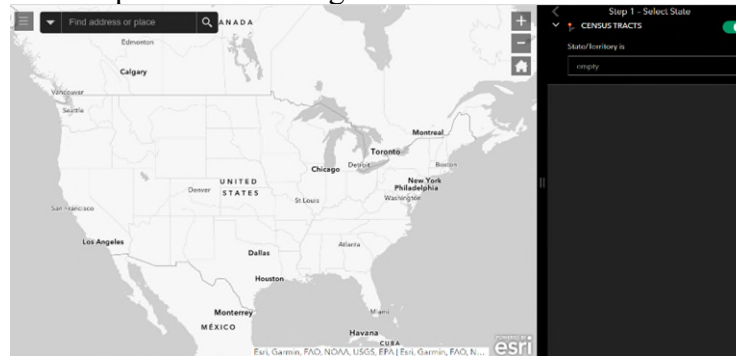 Find address or place
CANADA
Edmonton
Calgary
Vancouver
Seattle
Montreal
Toronto
Detroit
Boston
Chicago
New York
Philadelphia
UNITED
STATES
Denver
St Louis
Washington
San Francisco
Los Angeles
Atlanta
Dallas
Houston
Monterrey
Miami
MÉXICO
Havana
CUBA
Esri, Garmin, FAO, NOAA, USGS, EPA | Esri, Garmin, FAO, N...
POWERED BY
esri
Step 1 - Select State
CENSUS TRACTS
State/Territory is
empty